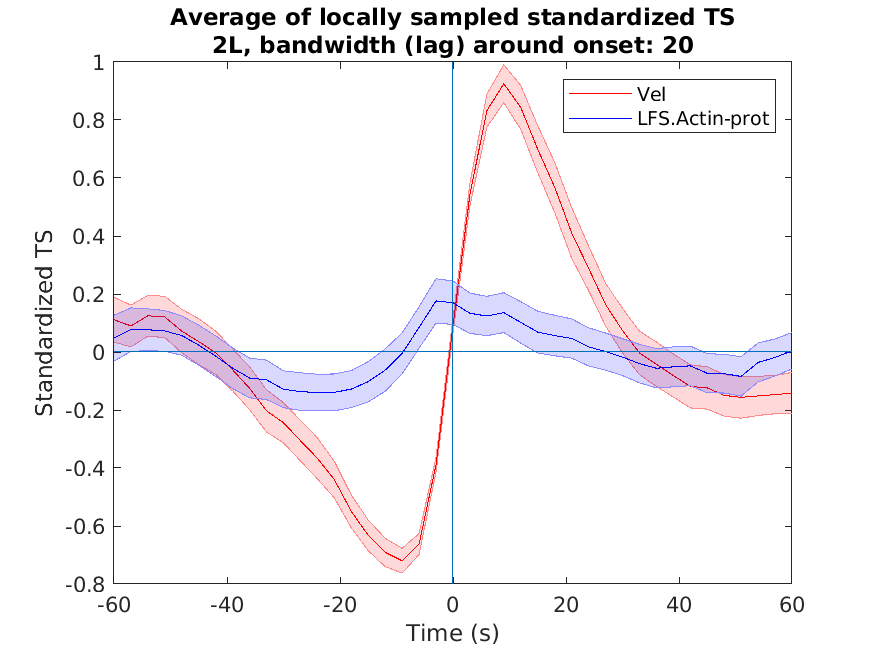 Average of locally sampled standardized TS
2L, bandwidth (lag) around onset: 20
Vel
LFS.Actin-prot
Standardized TS
1
0.8
0.6
0.4
0.2
0
-0.2
-0.4
-0.6
-0.8
-60
-40
-20
0
20
40
60
Time (s)